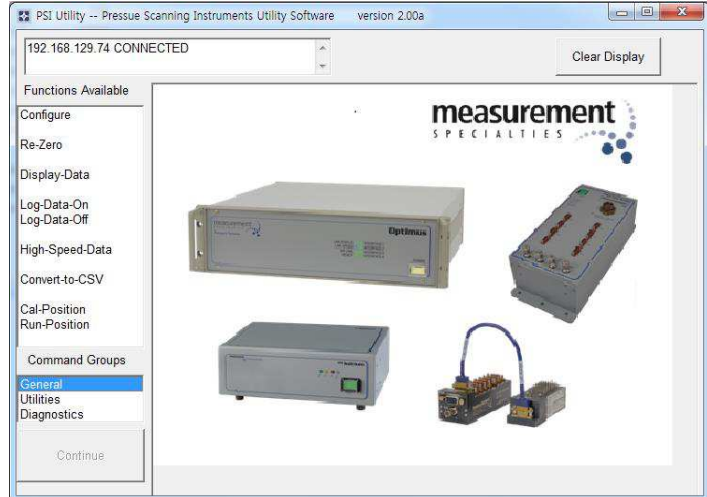 PSI Utility -- Pressue Scanning Instruments Utility Software version 2.00a
192.168.129.74 CONNECTED
Clear Display
Functions Available
Configure
Re-Zero
Display-Data
Log-Data-On
Log-Data-Off
High-Speed-Data
Convert-to-CSV
Cal-Position
Run-Position
Command Groups
General
Utilities
Diagnostics
Continue
measurement
SPECIALTIES
measurement
Optimus